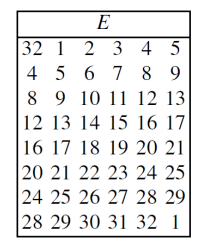 E
32 1 2 3 4 5
4 5 6 7 8 9
8 9 10 11 12 13
12 13 14 15 16 17
16 17 18 19 20 21
20 21 22 23 24 25
24 25 26 27 28 29
28 29 30 31 32 1